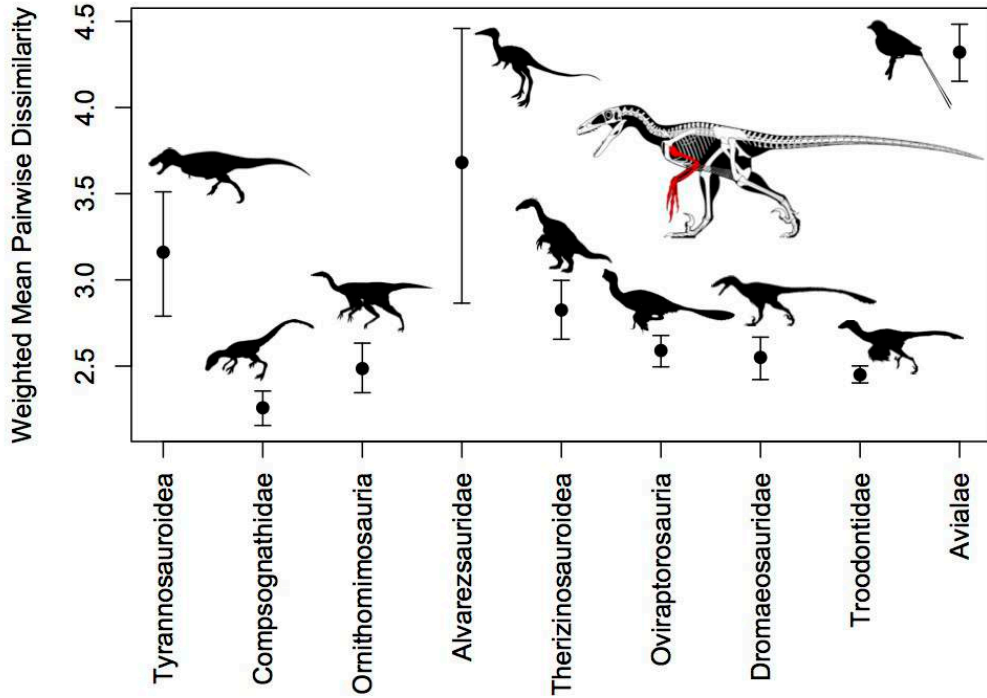 Weighted Mean Pairwise Dissimilarity
4.5
4.0
3.5
3.0
2.5
Tyrannosauroidea
Compsognathidae
Ornithomimosauria
Alvarezsauridae
Therizinosauroidea
Oviraptorosauria
Dromaeosauridae
Troodontidae
Avialae